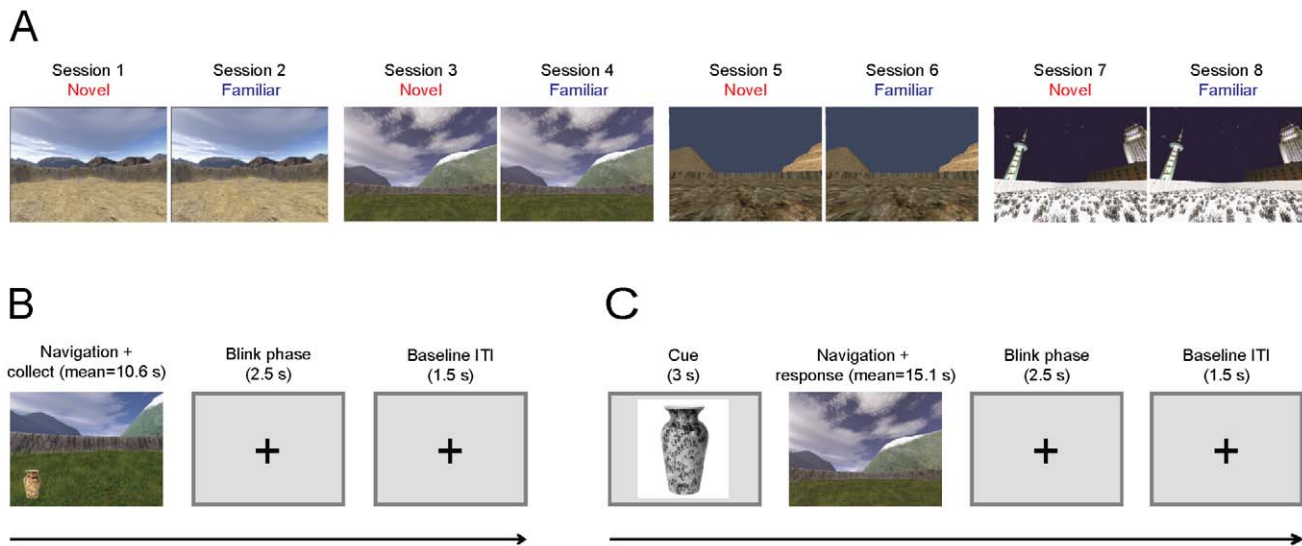 A
Session 1
Novel
Session 2
Familiar
Session 3
Novel
Session 4
Familiar
Session 5
Novel
Session 6
Familiar
Session 7
Novel
Session 8
Familiar
B
Navigation +
collect (mean=10.6 s)
Blink phase
(2.5 s)
Baseline ITI
(1.5 s)
C
Cue
(3 s)
Navigation +
response (mean=15.1 s)
Blink phase
(2.5 s)
Baseline ITI
(1.5 s)